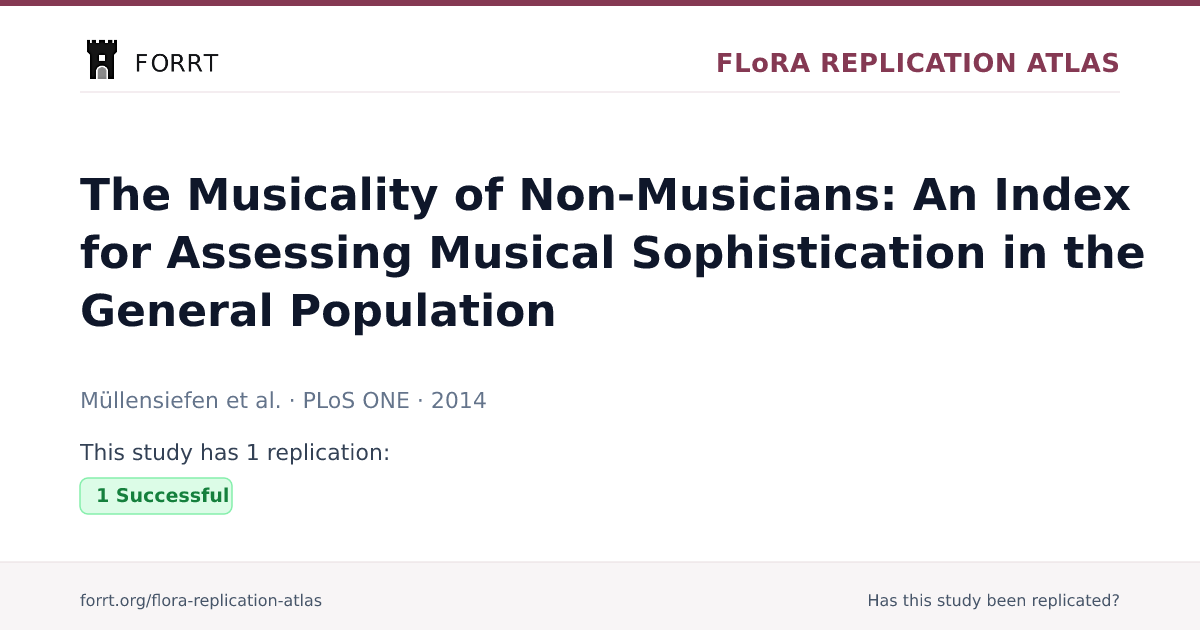 FORRT
FLoRA REPLICATION ATLAS
The Musicality of Non-Musicians: An Index
for Assessing Musical Sophistication in the
General Population
Müllensiefen et al. · PLoS ONE · 2014
This study has 1 replication:
1 Successful
forrt.org/flora-replication-atlas
Has this study been replicated?